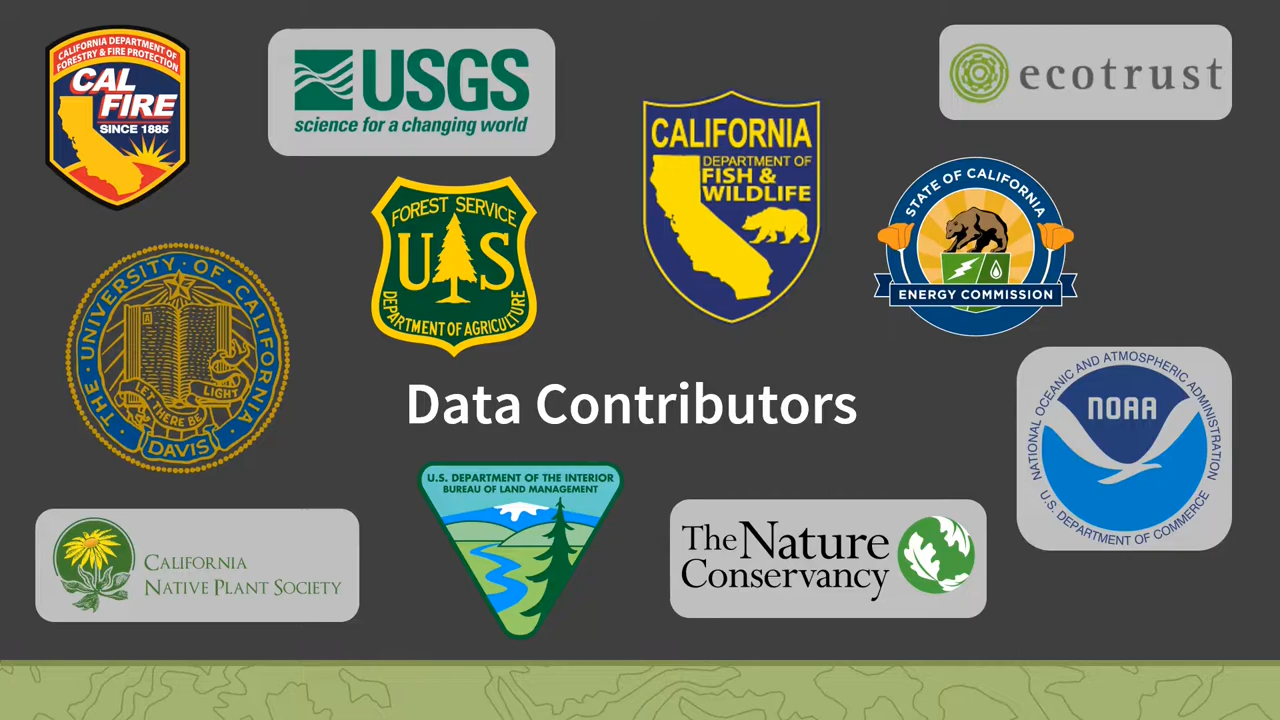 CALIFORNIA DEPARTMENT OF
FORESTRY & FIRE PROTECTION
CAL
FIRE
SINCE 1885
USGS
science for a changing world
ecotrust
CALIFORNIA
DEPARTMENT OF
FISH &
WILDLIFE
STATE OF CALIFORNIA
ENERGY COMMISSION
FOREST SERVICE
U S
DEPARTMENT OF AGRICULTURE
THE · UNIVERSITY · OF · CALIFORNIA
A
LET THERE BE
LIGHT
· DAVIS ·
Data Contributors
NATIONAL OCEANIC AND ATMOSPHERIC ADMINISTRATION
NOAA
U.S. DEPARTMENT OF COMMERCE
U.S. DEPARTMENT OF THE INTERIOR
BUREAU OF LAND MANAGEMENT
The Nature
Conservancy
CALIFORNIA
NATIVE PLANT SOCIETY